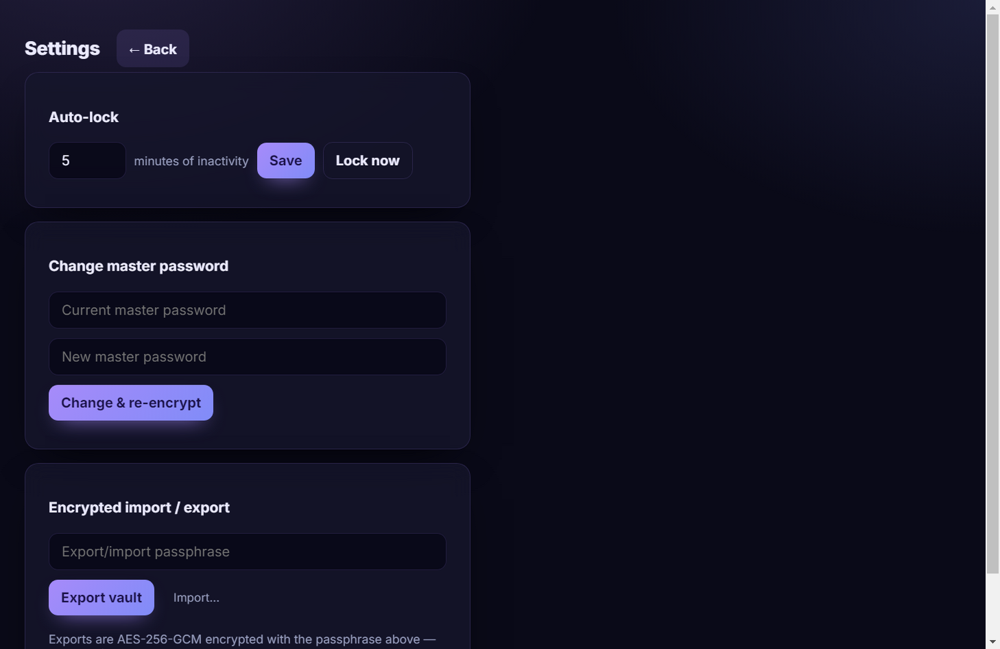 Settings
← Back
Auto-lock
5 minutes of inactivity Save Lock now
Change master password
Current master password
New master password
Change & re-encrypt
Encrypted import / export
Export/import passphrase
Export vault Import...
Exports are AES-256-GCM encrypted with the passphrase above —